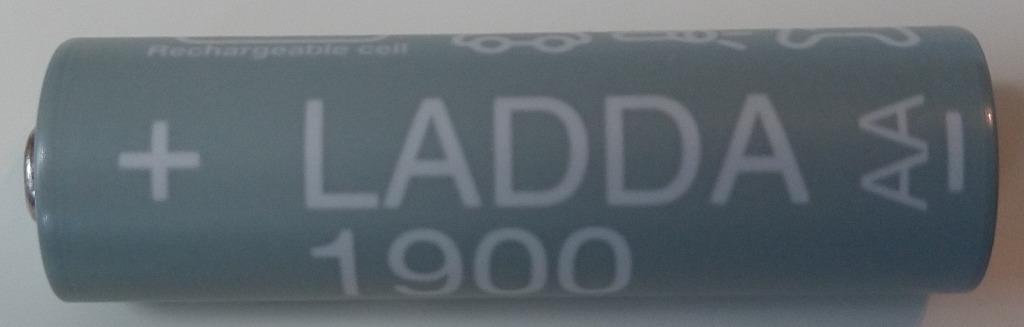 Rechargeable cell
+ LADDA AA -
1900